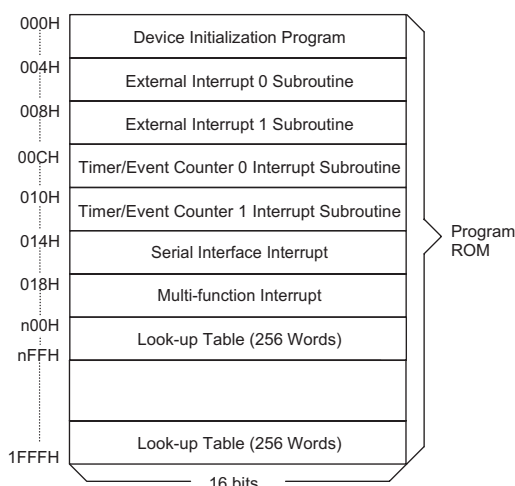 000H
Device Initialization Program
004H
External Interrupt 0 Subroutine
008H
External Interrupt 1 Subroutine
00CH
Timer/Event Counter 0 Interrupt Subroutine
010H
Timer/Event Counter 1 Interrupt Subroutine
014H
Serial Interface Interrupt
018H
Multi-function Interrupt
n00H
Look-up Table (256 Words)
nFFH
Program
ROM
Look-up Table (256 Words)
1FFFH
16 bits